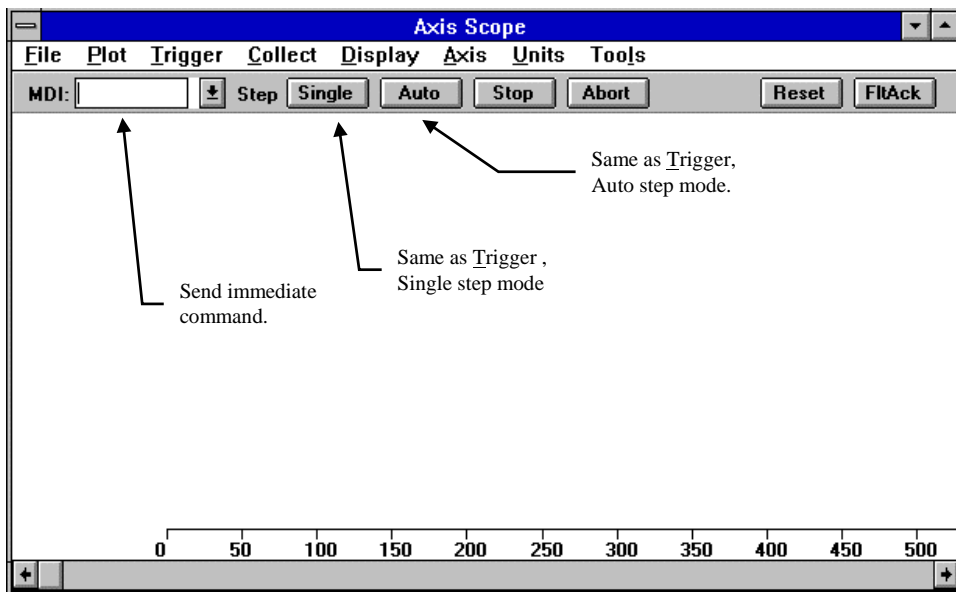 Axis Scope
File Plot Trigger Collect Display Axis Units Tools
MDI: Step Single Auto Stop Abort Reset FltAck
Same as Trigger,
Auto step mode.
Same as Trigger ,
Single step mode
Send immediate
command.
0 50 100 150 200 250 300 350 400 450 500